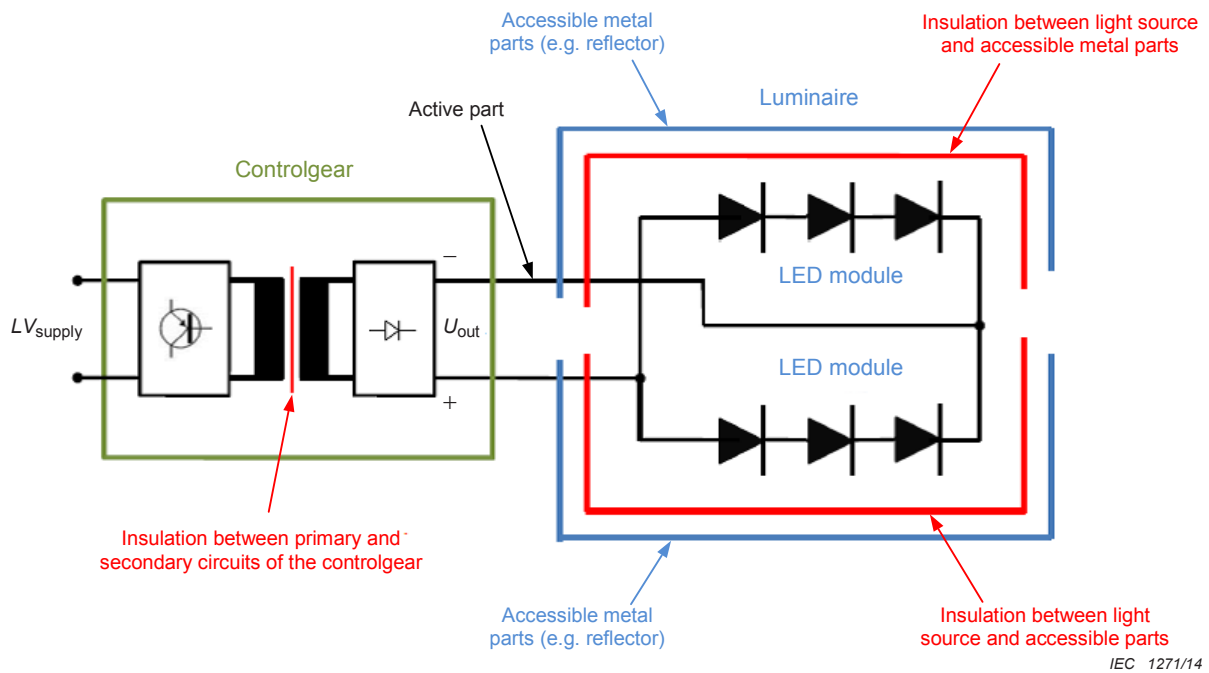 Accessible metal
parts (e.g. reflector)
Insulation between light source
and accessible metal parts
Luminaire
Active part
Controlgear
LED module
LVsupply
−
Uout
+
LED module
Insulation between primary and
secondary circuits of the controlgear
Accessible metal
parts (e.g. reflector)
Insulation between light
source and accessible parts
IEC 1271/14